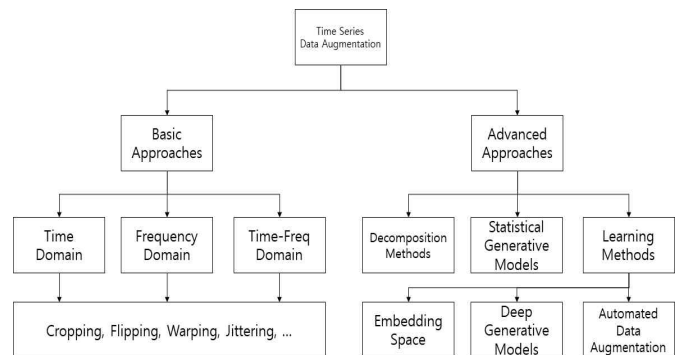 Time Series
Data Augmentation
Basic
Approaches
Advanced
Approaches
Time
Domain
Frequency
Domain
Time-Freq
Domain
Decomposition
Methods
Statistical
Generative
Models
Learning
Methods
Cropping, Flipping, Warping, Jittering, ...
Embedding
Space
Deep
Generative
Models
Automated
Data
Augmentation